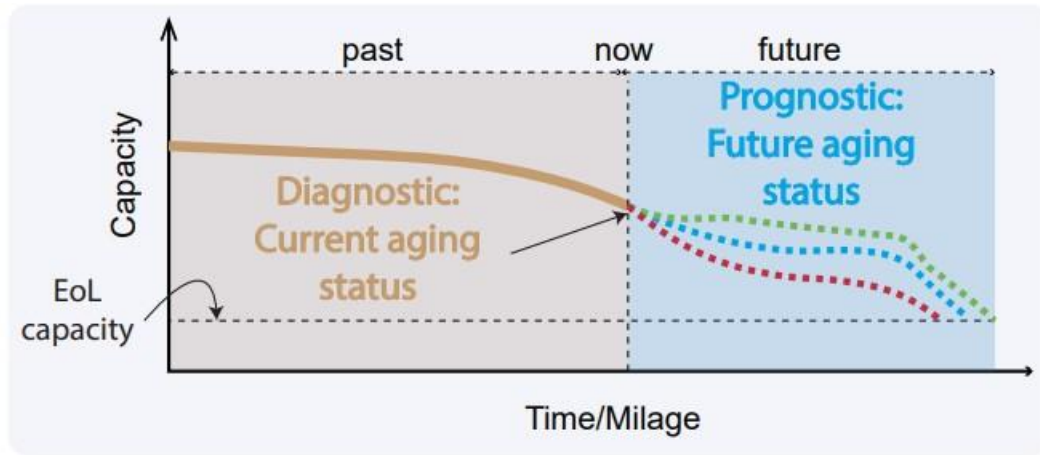 past
now
future
Capacity
Diagnostic:
Current aging
status
Prognostic:
Future aging
status
EoL
capacity
Time/Milage